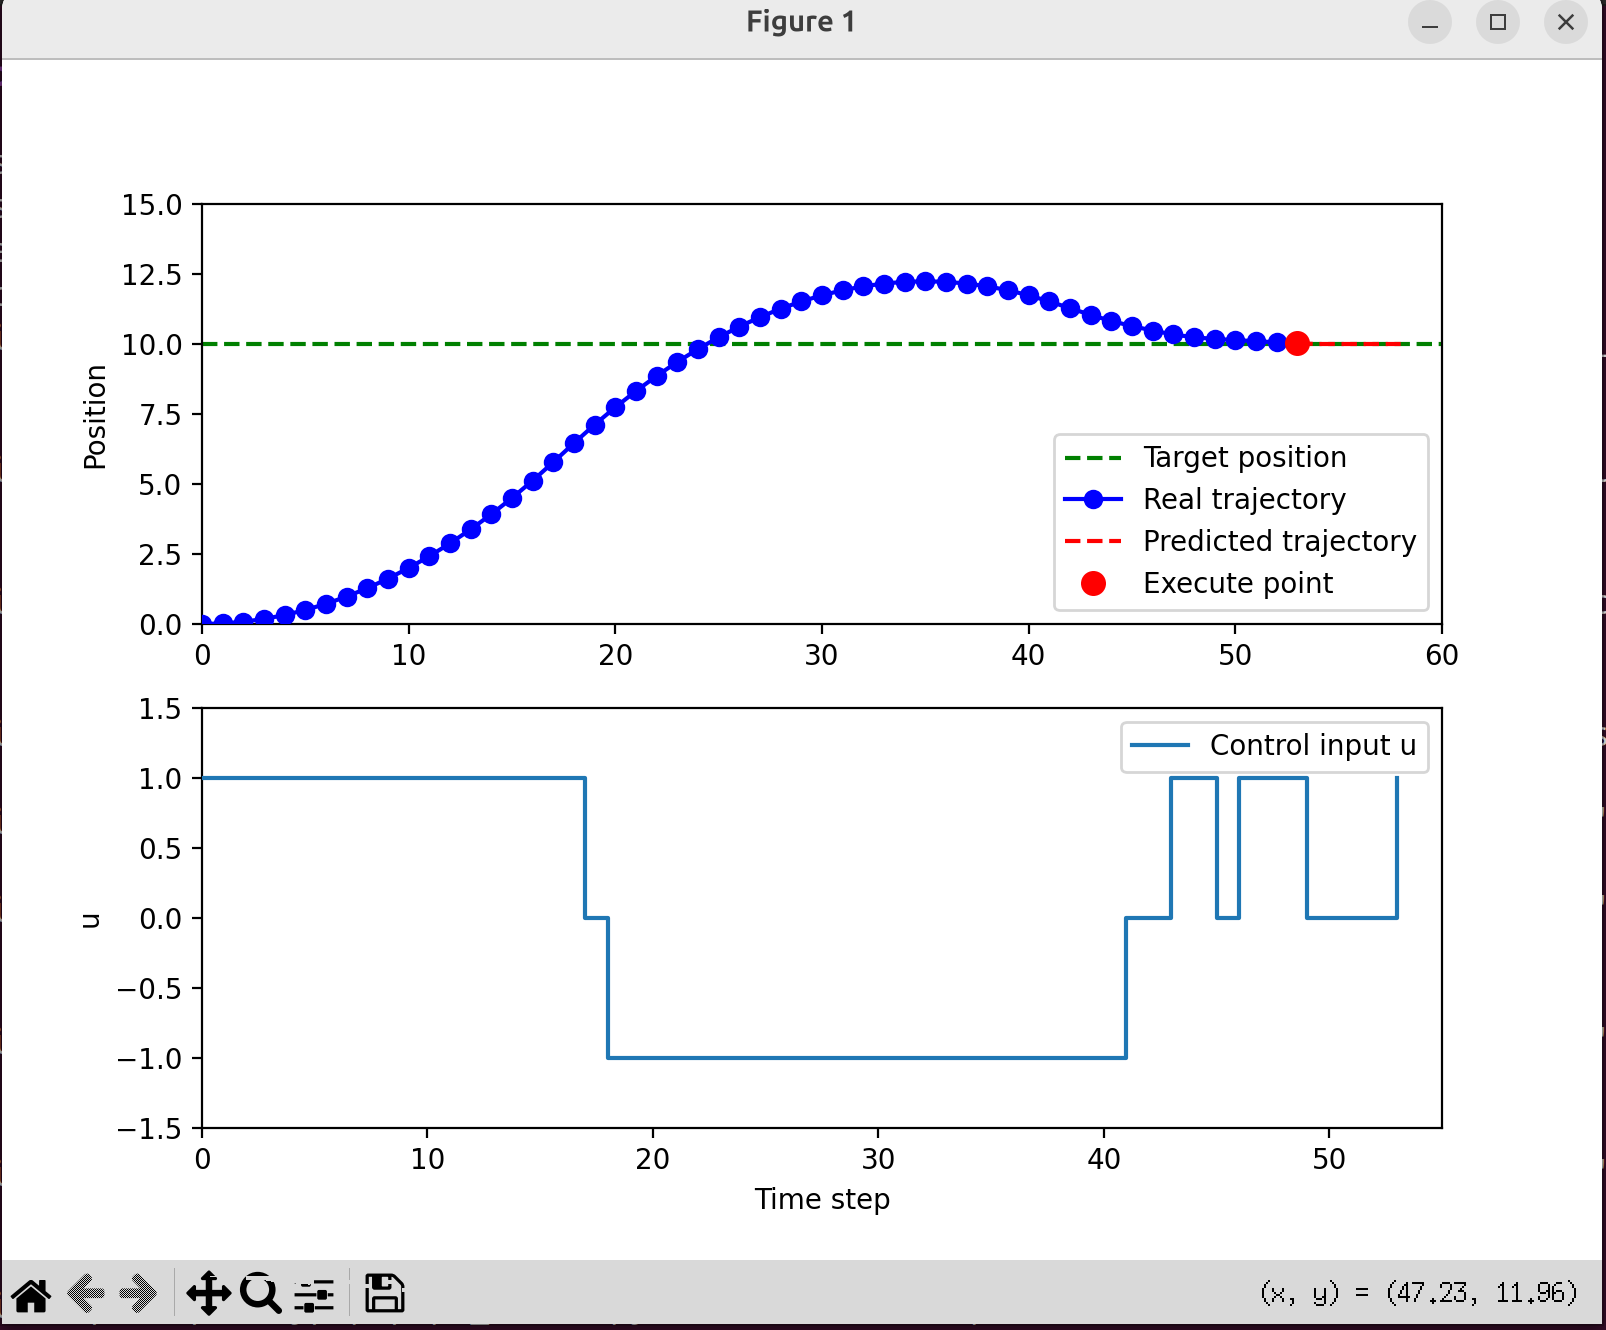 Figure 1
15.0
12.5
10.0
7.5
5.0
2.5
0.0
Position
Target position
Real trajectory
Predicted trajectory
Execute point
0 10 20 30 40 50 60
1.5
1.0
0.5
0.0
−0.5
−1.0
−1.5
u
Control input u
0 10 20 30 40 50
Time step
(x, y) = (47.23, 11.96)